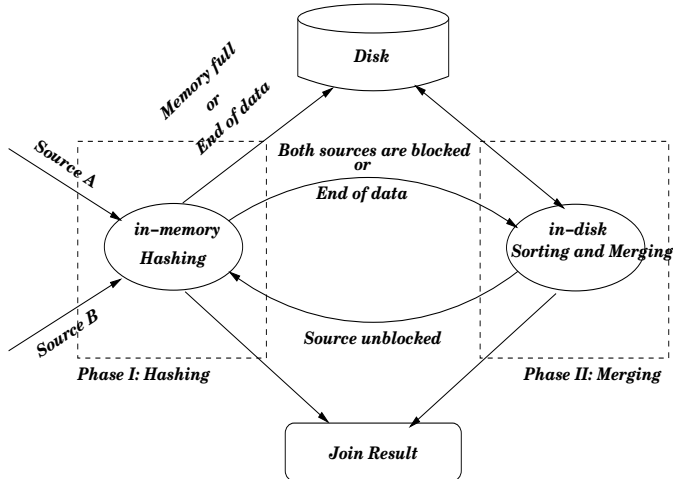 Disk
Memory full
or
End of data
Source A
Both sources are blocked
or
End of data
in-memory
Hashing
in-disk
Sorting and Merging
Source B
Source unblocked
Phase I: Hashing
Phase II: Merging
Join Result